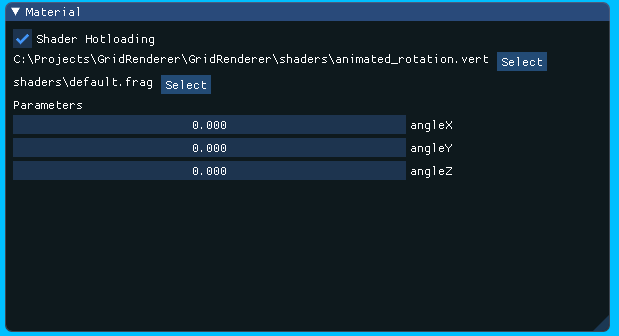 Material
Shader Hotloading
C:\Projects\GridRenderer\GridRenderer\shaders\animated_rotation.vert Select
shaders\default.frag Select
Parameters
0.000 angleX
0.000 angleY
0.000 angleZ